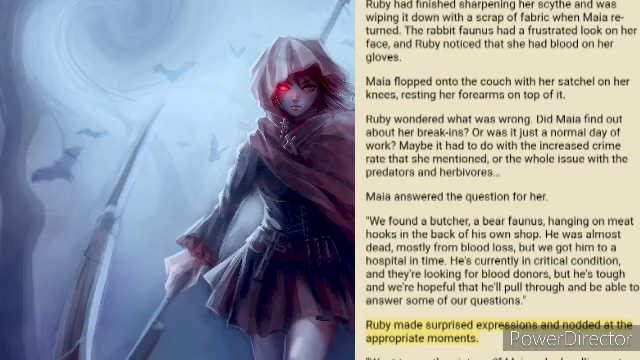 Ruby had finished sharpening her scythe and was
wiping it down with a scrap of fabric when Maia re-
turned. The rabbit faunus had a frustrated look on her
face, and Ruby noticed that she had blood on her
gloves.
Maia flopped onto the couch with her satchel on her
knees, resting her forearms on top of it.
Ruby wondered what was wrong. Did Maia find out
about her break-ins? Or was it just a normal day of
work? Maybe it had to do with the increased crime
rate that she mentioned, or the whole issue with the
predators and herbivores...
Maia answered the question for her.
"We found a butcher, a bear faunus, hanging on meat
hooks in the back of his own shop. He was almost
dead, mostly from blood loss, but we got him to a
hospital in time. He's currently in critical condition,
and they're looking for blood donors, but he's tough
and we're hopeful that he'll pull through and be able to
answer some of our questions."
Ruby made surprised expressions and nodded at the
appropriate moments.
PowerDirector